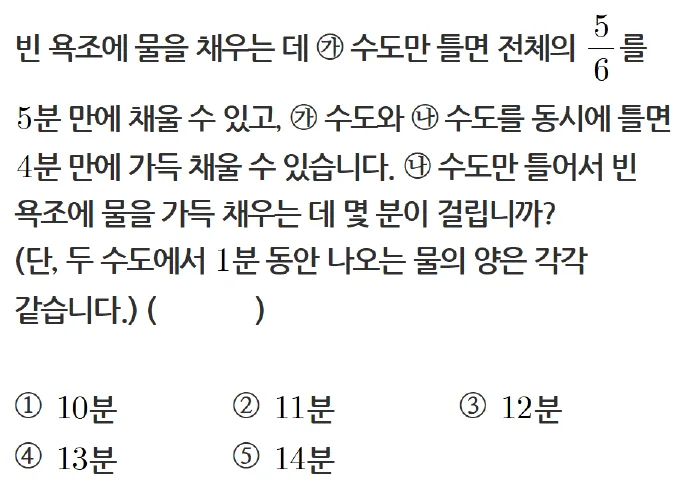 빈 욕조에 물을 채우는 데 ㉮ 수도만 틀면 전체의 5/6 를
5분 만에 채울 수 있고, ㉮ 수도와 ㉯ 수도를 동시에 틀면
4분 만에 가득 채울 수 있습니다. ㉯ 수도만 틀어서 빈
욕조에 물을 가득 채우는 데 몇 분이 걸립니까?
(단, 두 수도에서 1분 동안 나오는 물의 양은 각각
같습니다.) ( )
① 10분 ② 11분 ③ 12분
④ 13분 ⑤ 14분